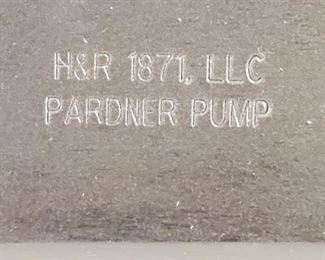 H&R 1871, LLC
PARDNER PUMP